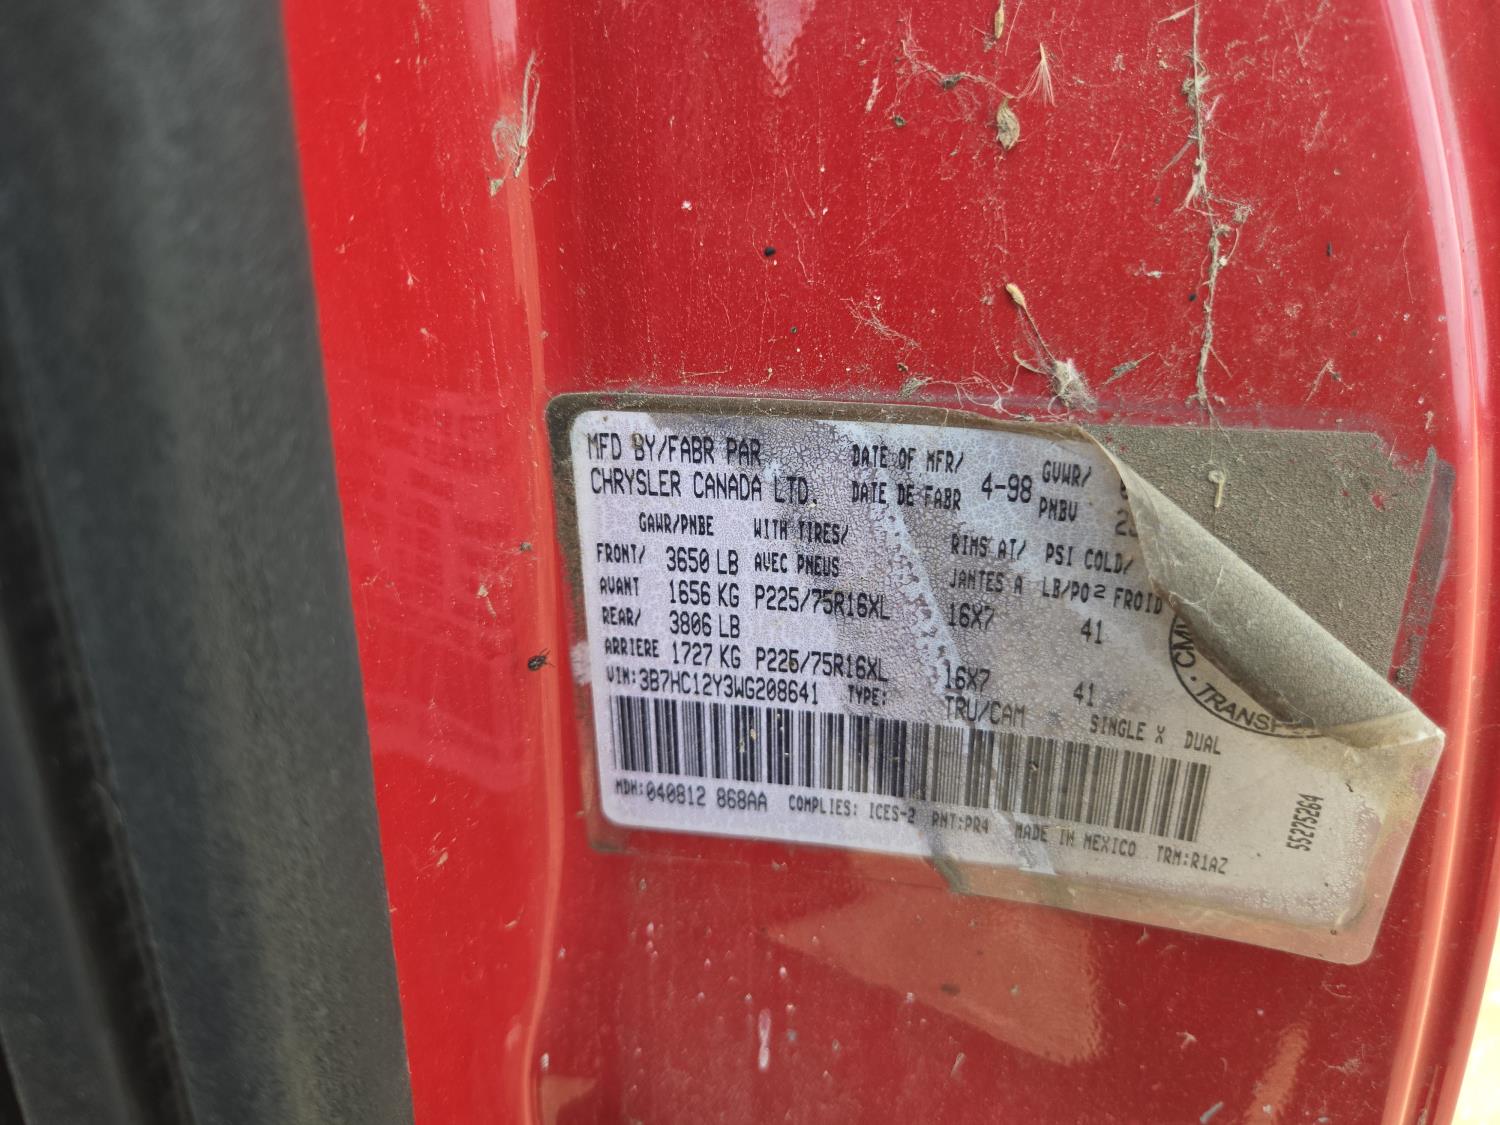 MFD BY/FABR PAR DATE OF MFR/ 4-98 GVWR/
CHRYSLER CANADA LTD. DATE DE FABR PNBV
GAWR/PNBE WITH TIRES/ RIMS AT/ PSI COLD/
FRONT/ 3650 LB AVEC PNEUS JANTES A LB/PO2 FROID
AVANT 1656 KG P225/75R16XL 16X7 41
REAR/ 3806 LB
ARRIERE 1727 KG P225/75R16XL 16X7 41
VIN:3B7HC12Y3WG208641 TYPE: TRU/CAM SINGLE X DUAL
MDH:040812 868AA COMPLIES: ICES-2 PNT:PR4 MADE IN MEXICO TRM:R1AZ
55275264